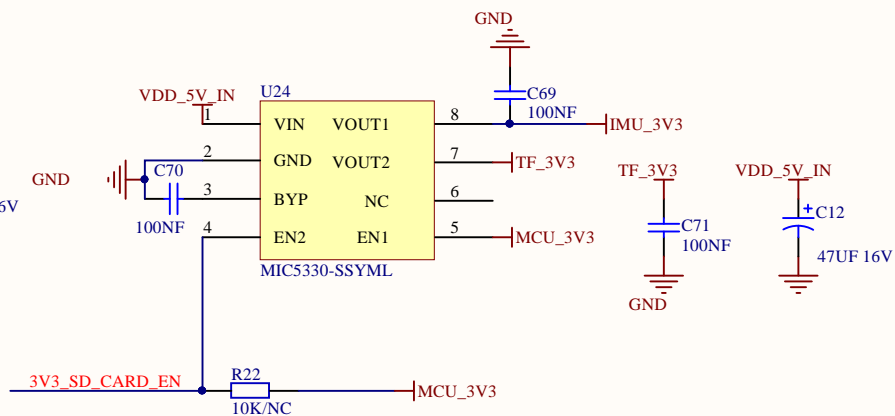 GND
U24
VDD_5V_IN
C69
100NF
1
VIN
VOUT1
8
IMU_3V3
2
GND
VOUT2
7
TF_3V3
C70
GND
3
BYP
NC
6
100NF
4
EN2
EN1
5
MCU_3V3
MIC5330-SSYML
6V
TF_3V3
C71
100NF
GND
VDD_5V_IN
+
C12
47UF 16V
3V3_SD_CARD_EN
R22
10K/NC
MCU_3V3